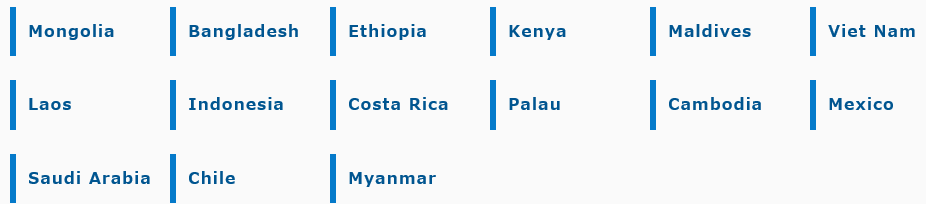 Mongolia Bangladesh Ethiopia Kenya Maldives Viet Nam
Laos Indonesia Costa Rica Palau Cambodia Mexico
Saudi Arabia Chile Myanmar